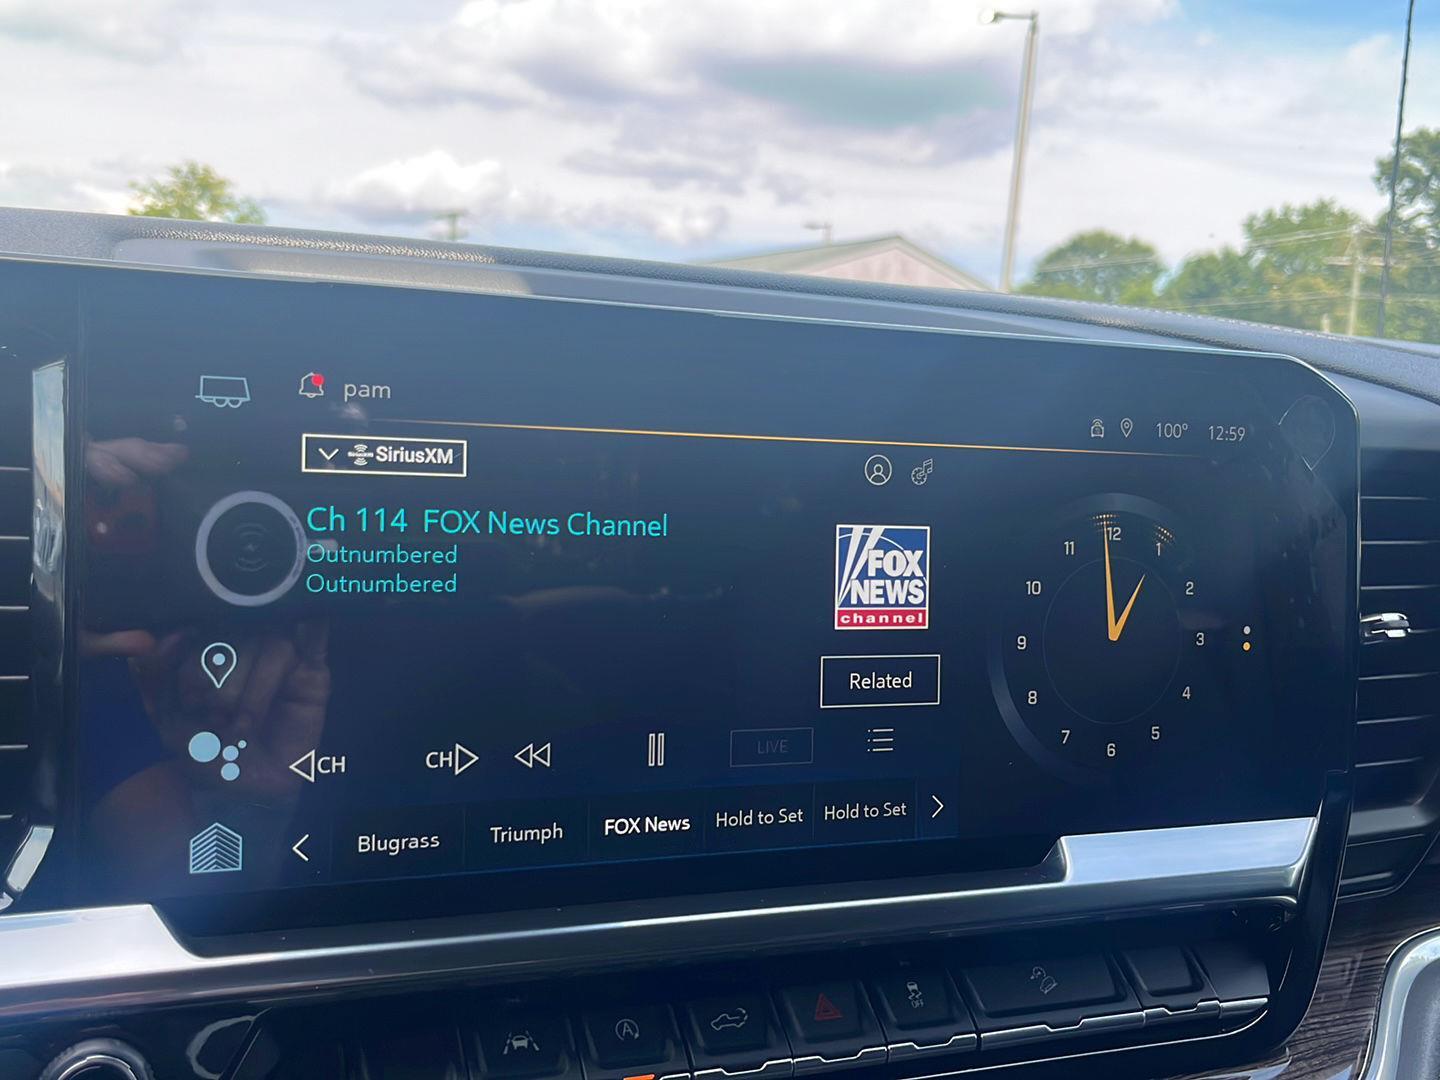 pam
100° 12:59
SiriusXM
Ch 114 FOX News Channel
Outnumbered
Outnumbered
FOX
NEWS
channel
Related
CH
CH
LIVE
Blugrass
Triumph
FOX News
Hold to Set
Hold to Set
12
1
2
3
4
5
6
7
8
9
10
11
A
OFF